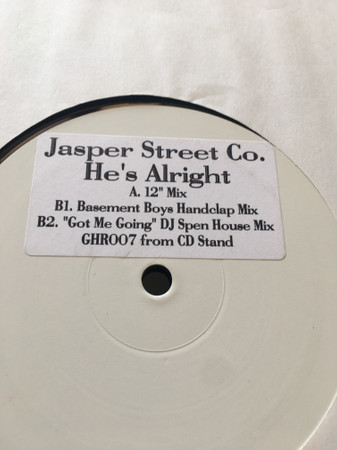 Jasper Street Co.
He's Alright
A. 12" Mix
B1. Basement Boys Handclap Mix
B2. "Got Me Going" DJ Spen House Mix
GHR007 from CD Stand